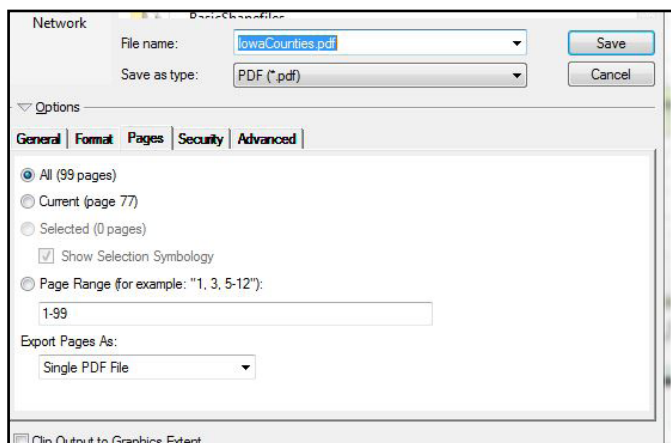 Network
BasicShapefiles
File name:
IowaCounties.pdf
Save
Save as type:
PDF (*.pdf)
Cancel
Options
General Format Pages Security Advanced
All (99 pages)
Current (page 77)
Selected (0 pages)
Show Selection Symbology
Page Range (for example: "1, 3, 5-12"):
1-99
Export Pages As:
Single PDF File
Clip Output to Graphics Extent